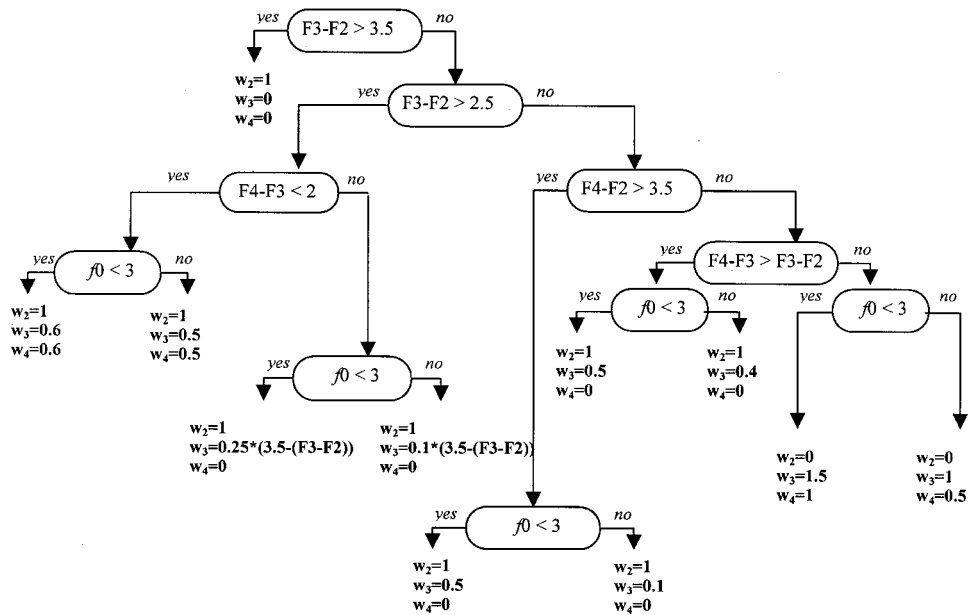 yes
F3-F2 > 3.5
no
w₂=1
w₃=0
w₄=0
yes
F3-F2 > 2.5
no
yes
F4-F3 < 2
no
yes
F4-F2 > 3.5
no
yes
f0 < 3
no
w₂=1
w₃=0.6
w₄=0.6
w₂=1
w₃=0.5
w₄=0.5
yes
F4-F3 > F3-F2
no
yes
f0 < 3
no
w₂=1
w₃=0.5
w₄=0
w₂=1
w₃=0.4
w₄=0
yes
f0 < 3
no
w₂=0
w₃=1.5
w₄=1
w₂=0
w₃=1
w₄=0.5
yes
f0 < 3
no
w₂=1
w₃=0.25*(3.5-(F3-F2))
w₄=0
w₂=1
w₃=0.1*(3.5-(F3-F2))
w₄=0
yes
f0 < 3
no
w₂=1
w₃=0.5
w₄=0
w₂=1
w₃=0.1
w₄=0